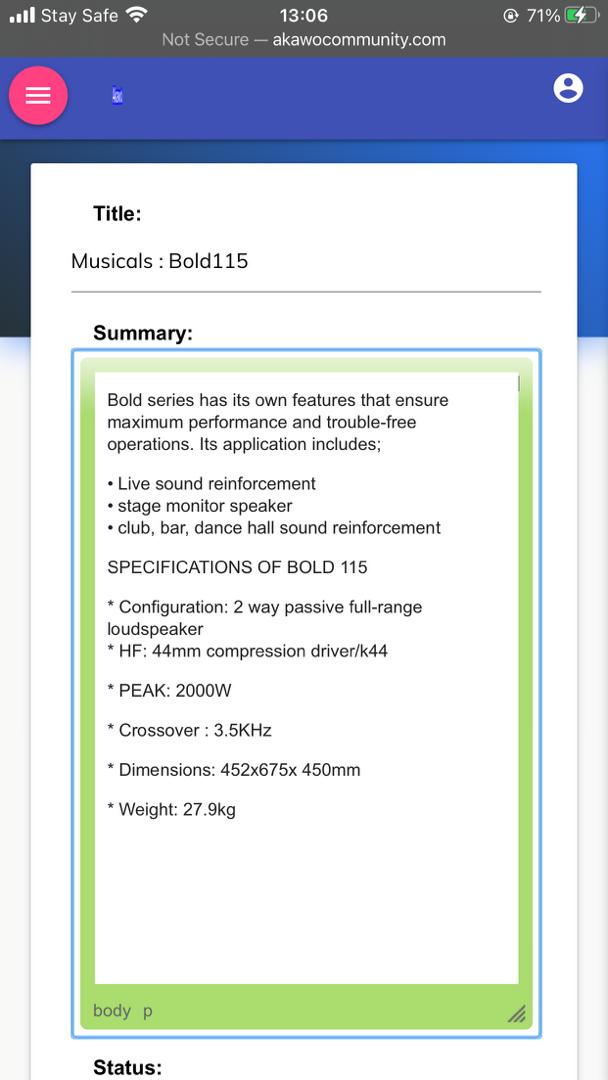 Stay Safe 13:06 71%
Not Secure — akawocommunity.com
Title:
Musicals : Bold115
Summary:
Bold series has its own features that ensure
maximum performance and trouble-free
operations. Its application includes;
• Live sound reinforcement
• stage monitor speaker
• club, bar, dance hall sound reinforcement
SPECIFICATIONS OF BOLD 115
* Configuration: 2 way passive full-range
loudspeaker
* HF: 44mm compression driver/k44
* PEAK: 2000W
* Crossover : 3.5KHz
* Dimensions: 452x675x 450mm
* Weight: 27.9kg
body p
Status: